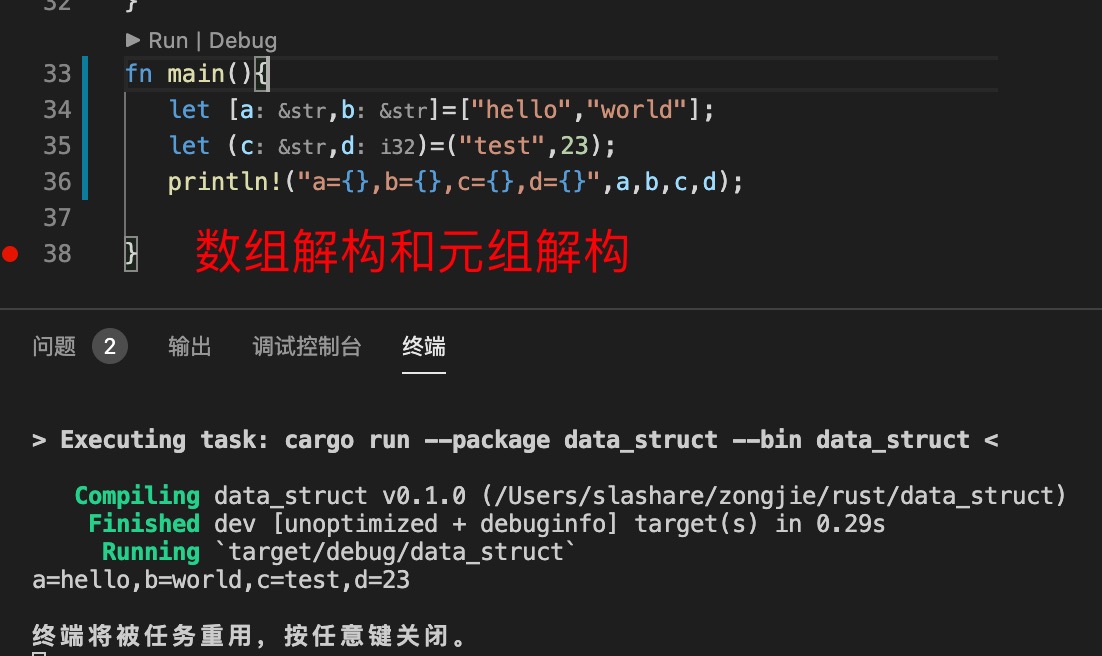 32 }
▶ Run | Debug
33 fn main(){
34 let [a: &str,b: &str]=["hello","world"];
35 let (c: &str,d: i32)=("test",23);
36 println!("a={},b={},c={},d={}",a,b,c,d);
37
38 } 数组解构和元组解构
问题 2 输出 调试控制台 终端
> Executing task: cargo run --package data_struct --bin data_struct <
Compiling data_struct v0.1.0 (/Users/slashare/zongjie/rust/data_struct)
Finished dev [unoptimized + debuginfo] target(s) in 0.29s
Running `target/debug/data_struct`
a=hello,b=world,c=test,d=23
终端将被任务重用，按任意键关闭。